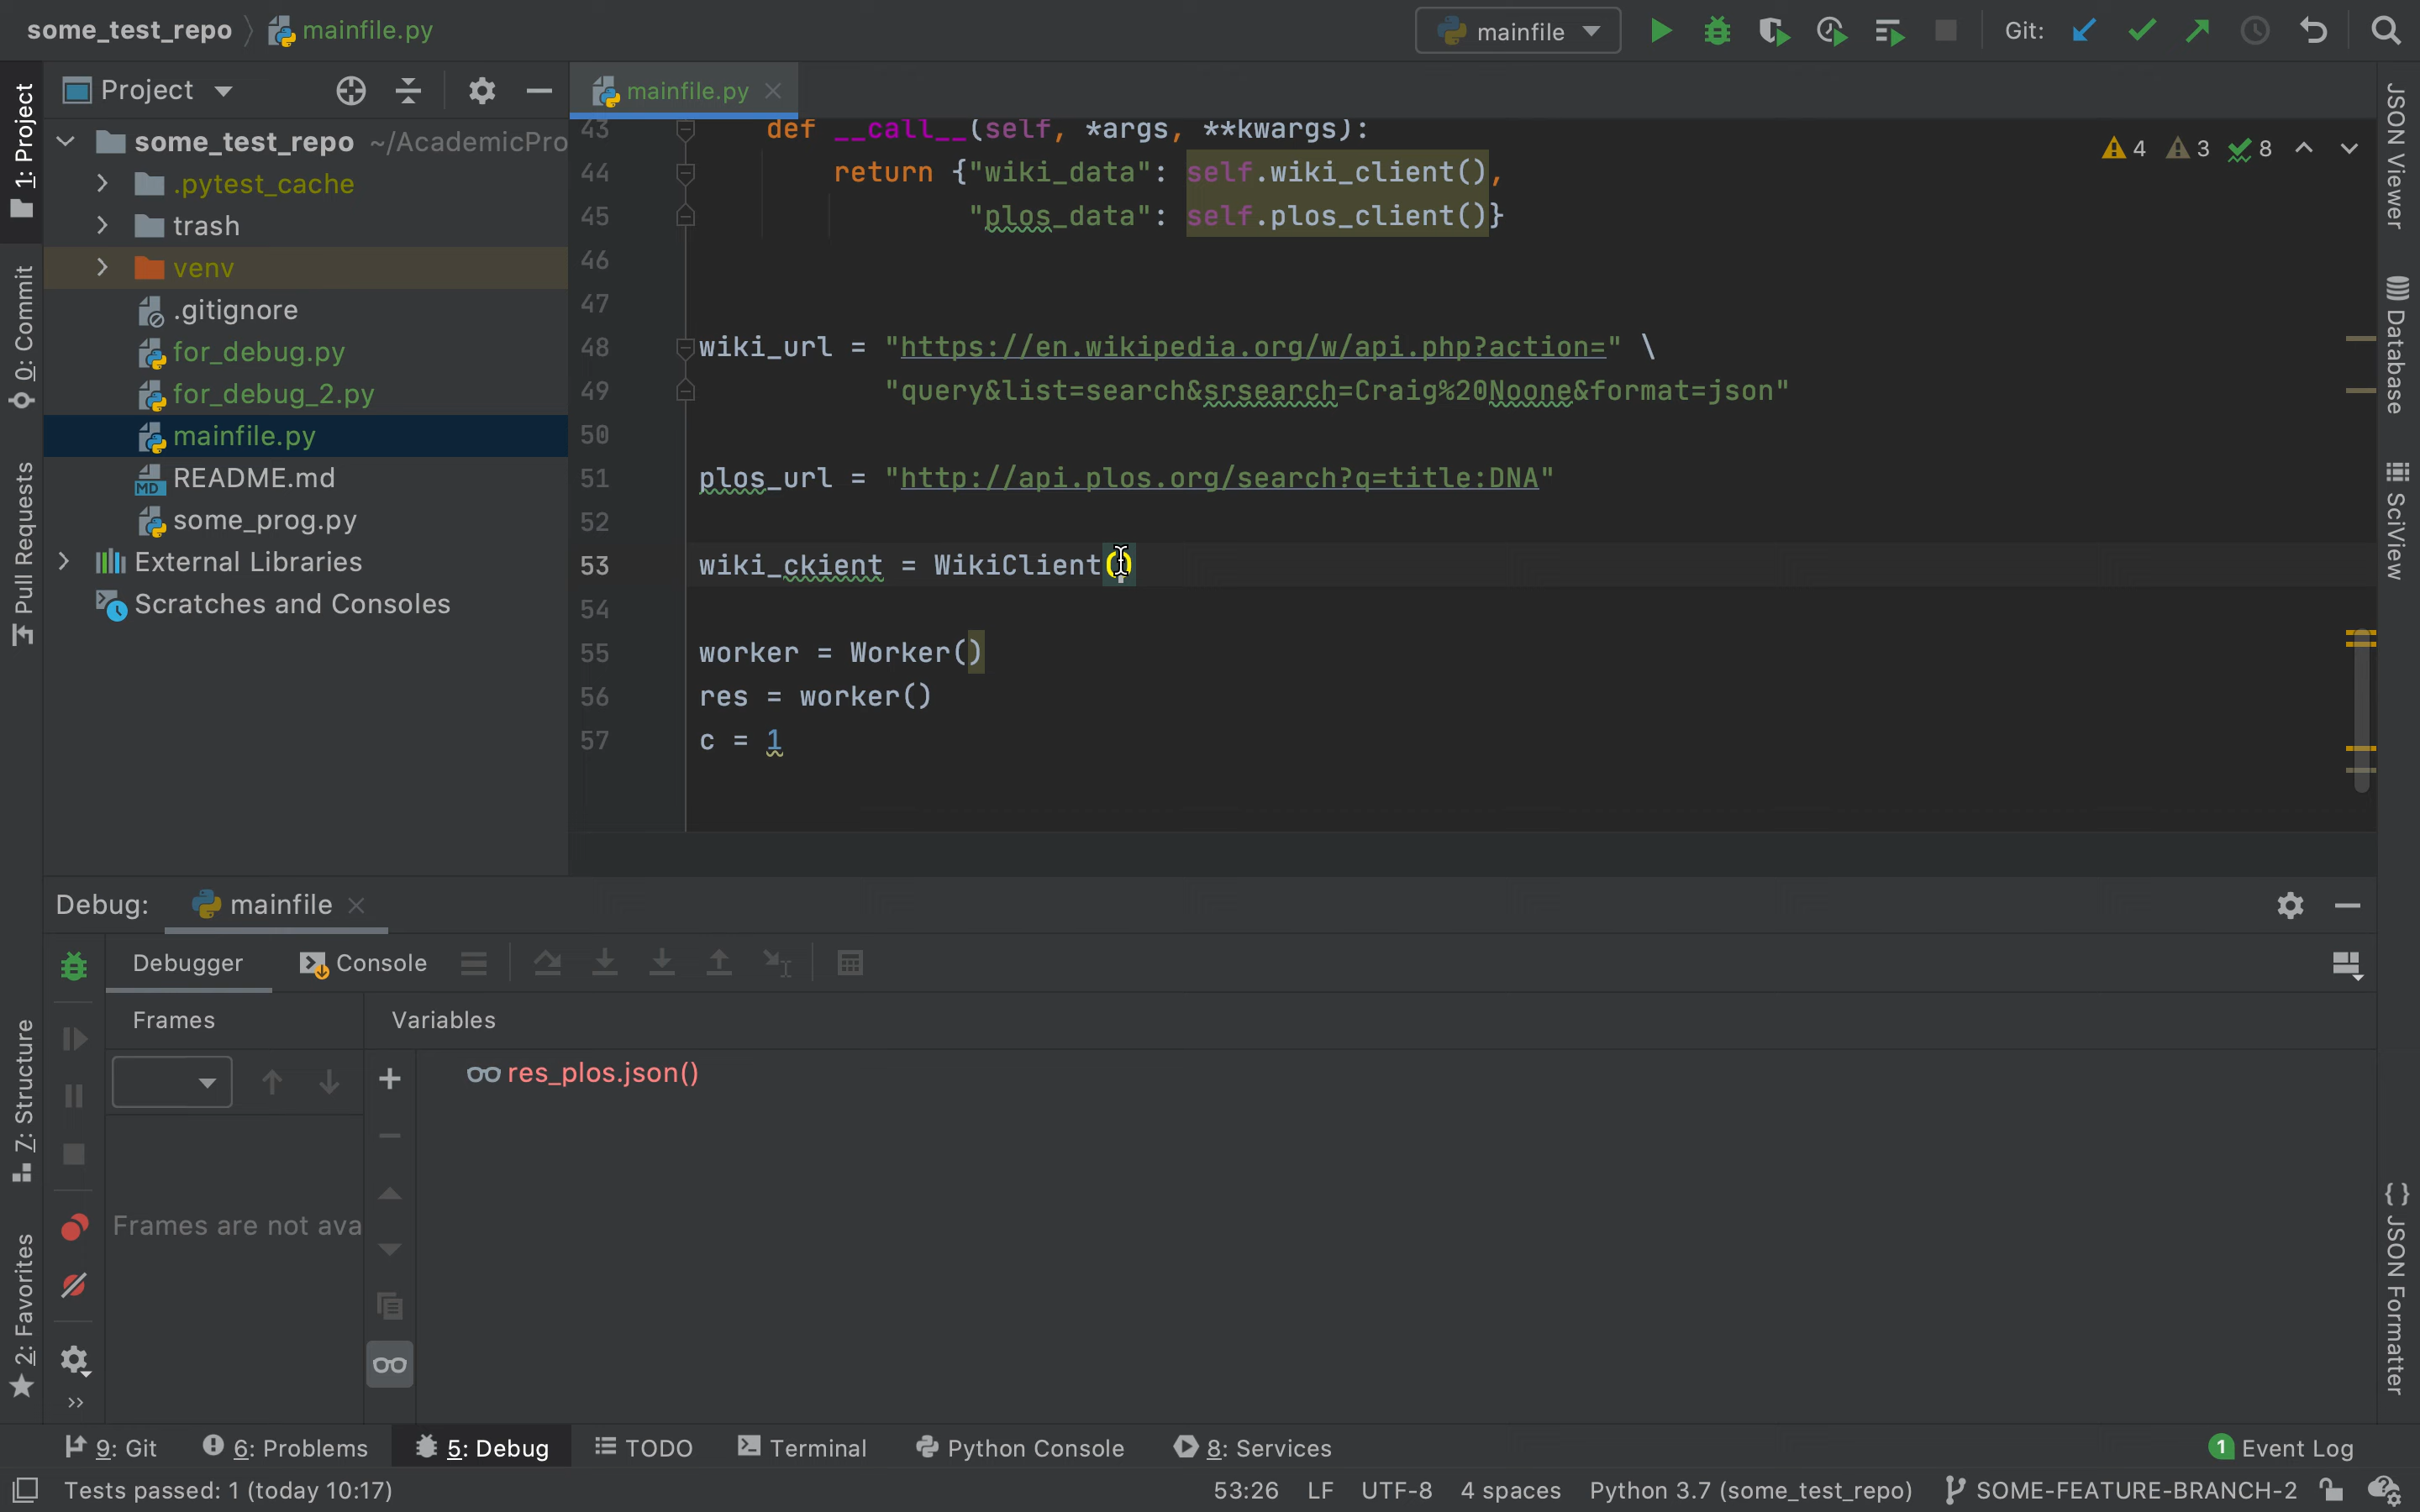 some_test_repo mainfile.py mainfile Git:
1: Project
0: Commit
Pull Requests
Z: Structure
2: Favorites
Project
some_test_repo ~/AcademicPro
.pytest_cache
trash
venv
.gitignore
for_debug.py
for_debug_2.py
mainfile.py
README.md
some_prog.py
External Libraries
Scratches and Consoles
mainfile.py
4 3 8
43 def __call__(self, *args, **kwargs):
44 return {"wiki_data": self.wiki_client(),
45 "plos_data": self.plos_client()}
46
47
48 wiki_url = "https://en.wikipedia.org/w/api.php?action=" \
49 "query&list=search&srsearch=Craig%20Noone&format=json"
50
51 plos_url = "http://api.plos.org/search?q=title:DNA"
52
53 wiki_ckient = WikiClient()
54
55 worker = Worker()
56 res = worker()
57 c = 1
JSON Viewer
Database
SciView
JSON Formatter
Debug: mainfile
Debugger Console
Frames Variables
res_plos.json()
Frames are not ava
9: Git 6: Problems 5: Debug TODO Terminal Python Console 8: Services 1 Event Log
Tests passed: 1 (today 10:17) 53:26 LF UTF-8 4 spaces Python 3.7 (some_test_repo) SOME-FEATURE-BRANCH-2